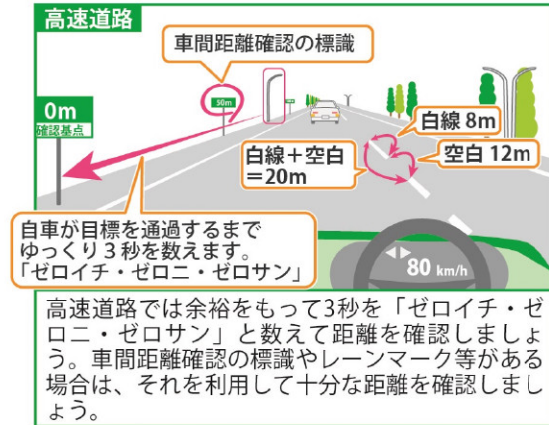 高速道路
車間距離確認の標識
50m
0m
確認基点
白線 8m
白線＋空白
＝20m
空白 12m
自車が目標を通過するまで
ゆっくり３秒を数えます。
「ゼロイチ・ゼロニ・ゼロサン」
80 km/h
高速道路では余裕をもって3秒を「ゼロイチ・ゼ
ロニ・ゼロサン」と数えて距離を確認しましょ
う。車間距離確認の標識やレーンマーク等がある
場合は、それを利用して十分な距離を確認しまし
ょう。